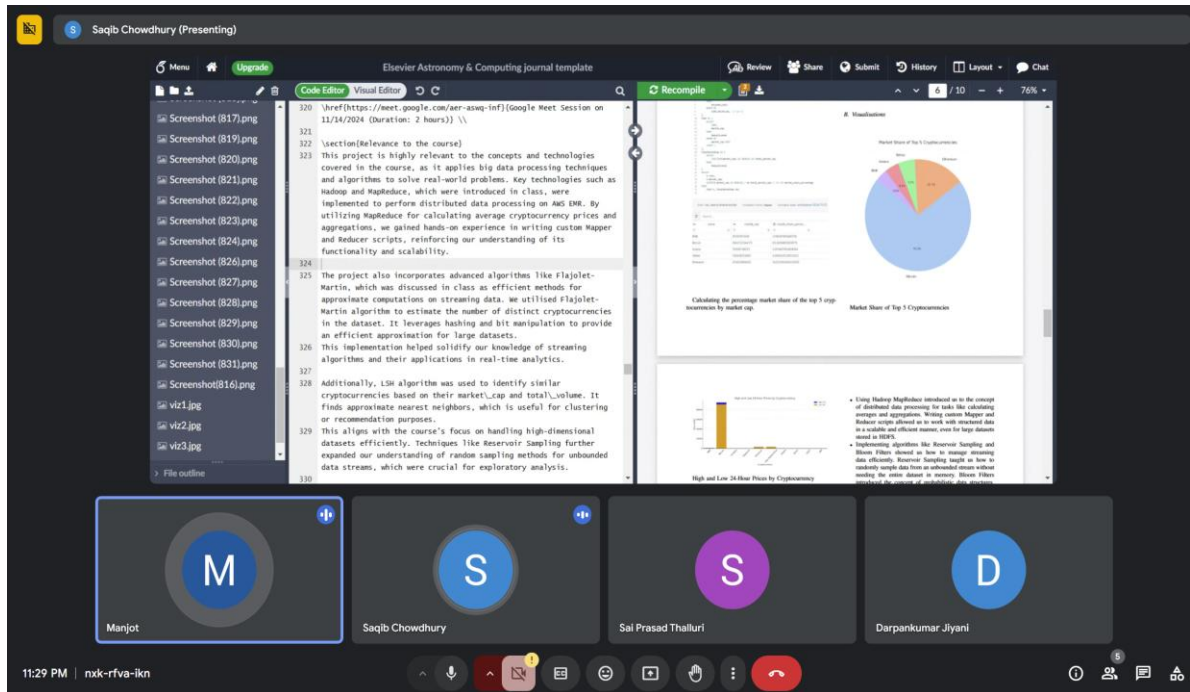 Saqib Chowdhury (Presenting)
Menu
Upgrade
Elsevier Astronomy & Computing journal template
Review
Share
Submit
History
Layout
Chat
Code Editor
Visual Editor
Recompile
6 / 10
76%
Screenshot (817).png
Screenshot (819).png
Screenshot (820).png
Screenshot (821).png
Screenshot (822).png
Screenshot (823).png
Screenshot (824).png
Screenshot (826).png
Screenshot (827).png
Screenshot (828).png
Screenshot (829).png
Screenshot (830).png
Screenshot (831).png
Screenshot(816).png
viz1.jpg
viz2.jpg
viz3.jpg
File outline
320 \href{https://meet.google.com/aer-aswq-inf}{Google Meet Session on
11/14/2024 (Duration: 2 hours)} \\
321
322 \section{Relevance to the course}
323 This project is highly relevant to the concepts and technologies
covered in the course, as it applies big data processing techniques
and algorithms to solve real-world problems. Key technologies such as
Hadoop and MapReduce, which were introduced in class, were
implemented to perform distributed data processing on AWS EMR. By
utilizing MapReduce for calculating average cryptocurrency prices and
aggregations, we gained hands-on experience in writing custom Mapper
and Reducer scripts, reinforcing our understanding of its
functionality and scalability.
324
325 The project also incorporates advanced algorithms like Flajolet-
Martin, which was discussed in class as efficient methods for
approximate computations on streaming data. We utilised Flajolet-
Martin algorithm to estimate the number of distinct cryptocurrencies
in the dataset. It leverages hashing and bit manipulation to provide
an efficient approximation for large datasets.
326 This implementation helped solidify our knowledge of streaming
algorithms and their applications in real-time analytics.
327
328 Additionally, LSH algorithm was used to identify similar
cryptocurrencies based on their market\_cap and total\_volume. It
finds approximate nearest neighbors, which is useful for clustering
or recommendation purposes.
329 This aligns with the course's focus on handling high-dimensional
datasets efficiently. Techniques like Reservoir Sampling further
expanded our understanding of random sampling methods for unbounded
data streams, which were crucial for exploratory analysis.
330
B. Visualisations
Market Share of Top 5 Cryptocurrencies
Calculating the percentage market share of the top 5 cryp-
tocurrencies by market cap
Market Share of Top 5 Cryptocurrencies
High and Low 24-Hour Prices by Cryptocurrency
• Using Hadoop MapReduce introduced us to the concept
of distributed data processing for tasks like calculating
averages and aggregations. Writing custom Mapper and
Reducer scripts allowed us to work with structured data
in a scalable and efficient manner, even for large datasets
stored in HDFS.
• Implementing algorithms like Reservoir Sampling and
Bloom Filters showed us how to manage streaming
data efficiently. Reservoir Sampling taught us how to
randomly sample data from an unbounded stream without
needing the entire dataset in memory. Bloom Filters
introduced the concept of probabilistic data structures,
M
Manjot
S
Saqib Chowdhury
S
Sai Prasad Thalluri
D
Darpankumar Jiyani
11:29 PM | nxk-rfva-ikn
5